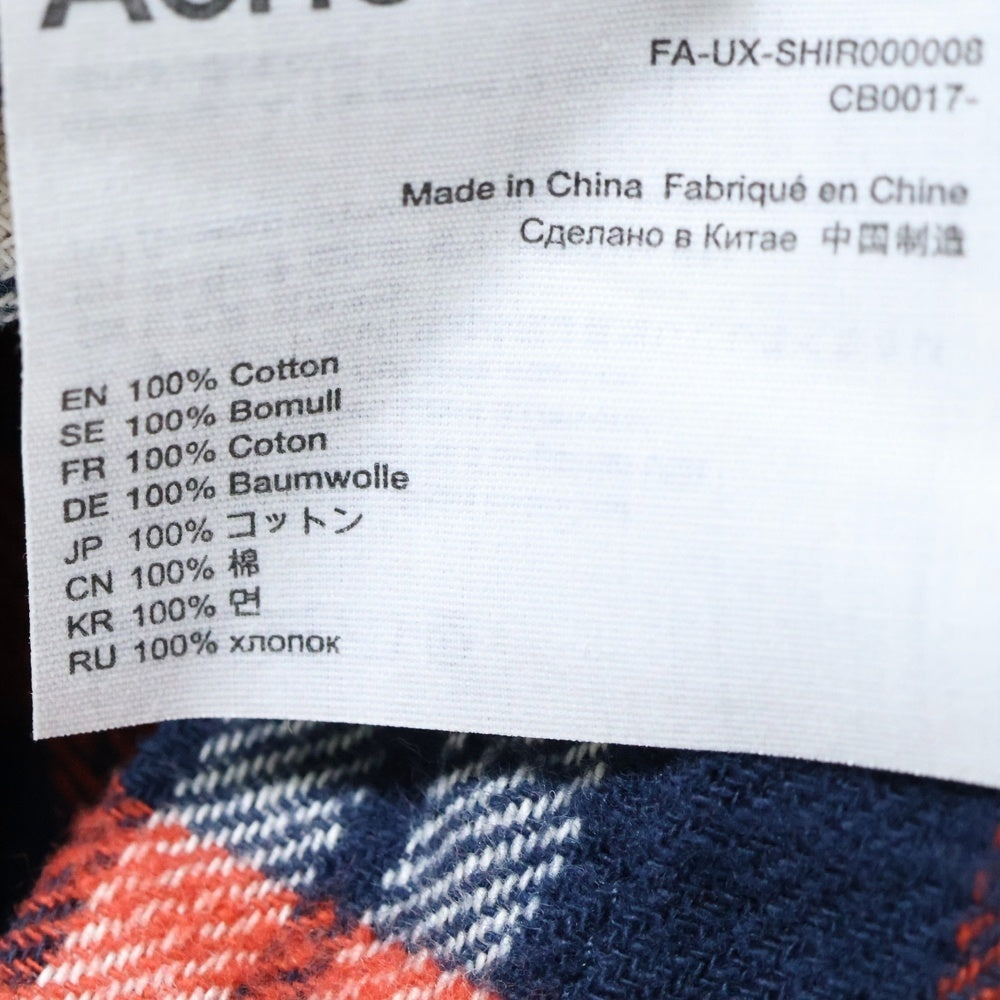 FA-UX-SHIR000008
CB0017-
Made in China Fabriqué en Chine
Сделано в Китае 中国制造
EN 100% Cotton
SE 100% Bomull
FR 100% Coton
DE 100% Baumwolle
JP 100% コットン
CN 100% 棉
KR 100% 면
RU 100% хлопок